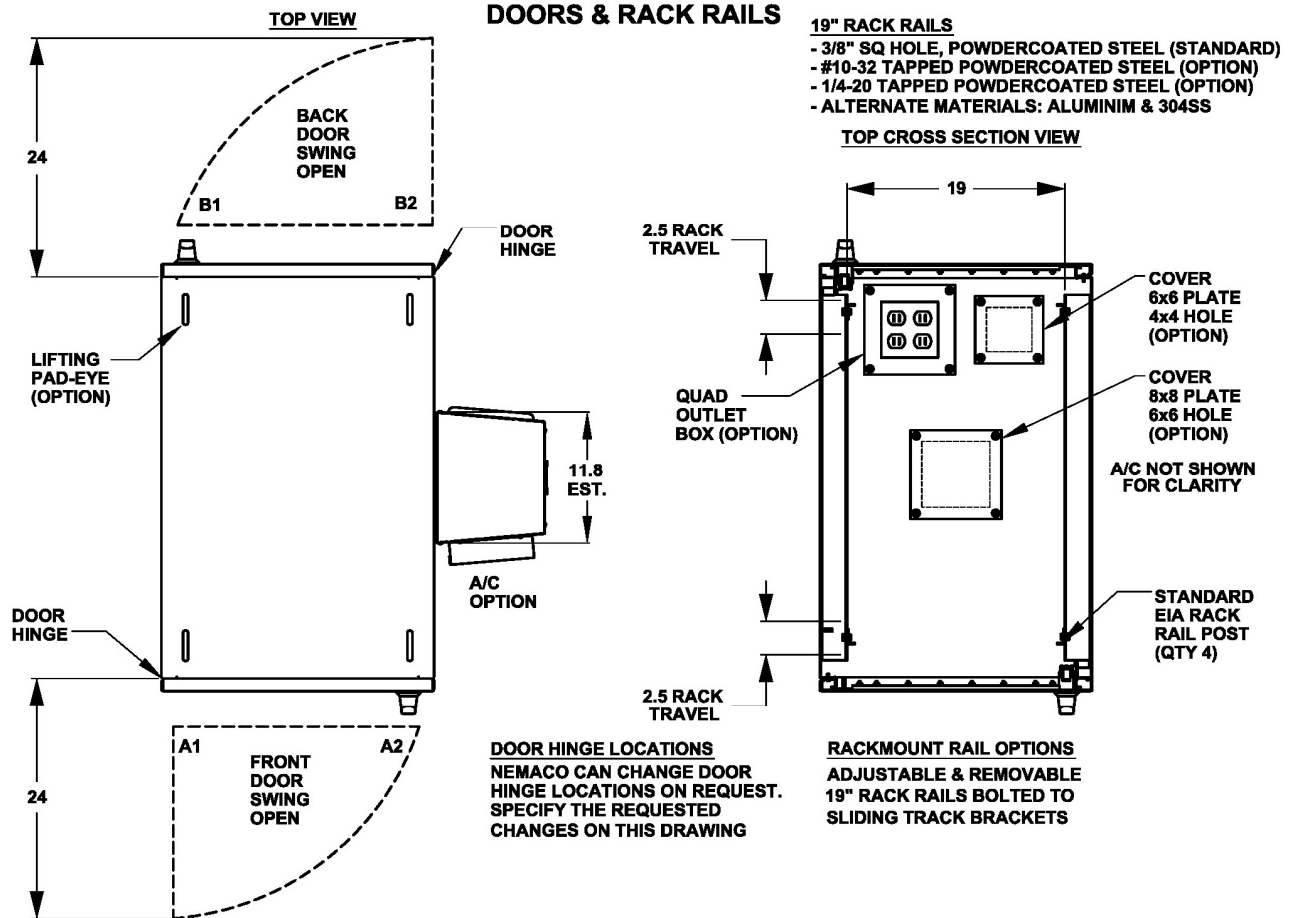 DOORS & RACK RAILS
TOP VIEW
24
BACK
DOOR
SWING
OPEN
B1
B2
DOOR
HINGE
LIFTING
PAD-EYE
(OPTION)
11.8
EST.
A/C
OPTION
DOOR
HINGE
24
A1
A2
FRONT
DOOR
SWING
OPEN
DOOR HINGE LOCATIONS
NEMACO CAN CHANGE DOOR
HINGE LOCATIONS ON REQUEST.
SPECIFY THE REQUESTED
CHANGES ON THIS DRAWING
19" RACK RAILS
- 3/8" SQ HOLE, POWDERCOATED STEEL (STANDARD)
- #10-32 TAPPED POWDERCOATED STEEL (OPTION)
- 1/4-20 TAPPED POWDERCOATED STEEL (OPTION)
- ALTERNATE MATERIALS: ALUMINIM & 304SS
TOP CROSS SECTION VIEW
19
2.5 RACK
TRAVEL
COVER
6x6 PLATE
4x4 HOLE
(OPTION)
QUAD
OUTLET
BOX (OPTION)
COVER
8x8 PLATE
6x6 HOLE
(OPTION)
A/C NOT SHOWN
FOR CLARITY
STANDARD
EIA RACK
RAIL POST
(QTY 4)
2.5 RACK
TRAVEL
RACKMOUNT RAIL OPTIONS
ADJUSTABLE & REMOVABLE
19" RACK RAILS BOLTED TO
SLIDING TRACK BRACKETS